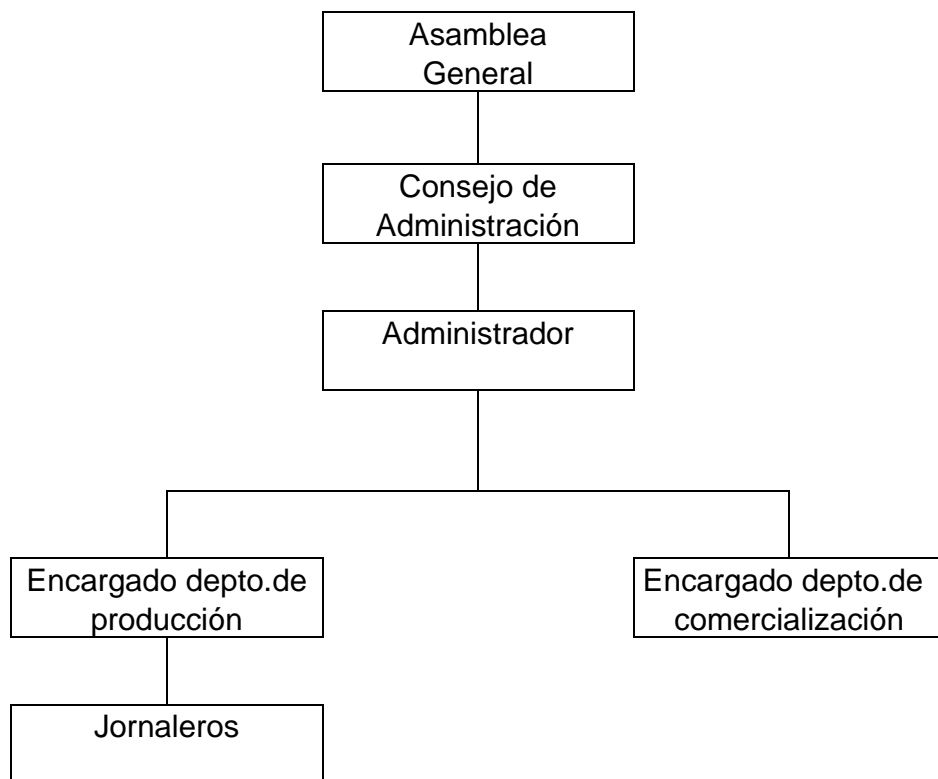 Asamblea
General
Consejo de
Administración
Administrador
Encargado depto.de
producción
Encargado depto.de
comercialización
Jornaleros